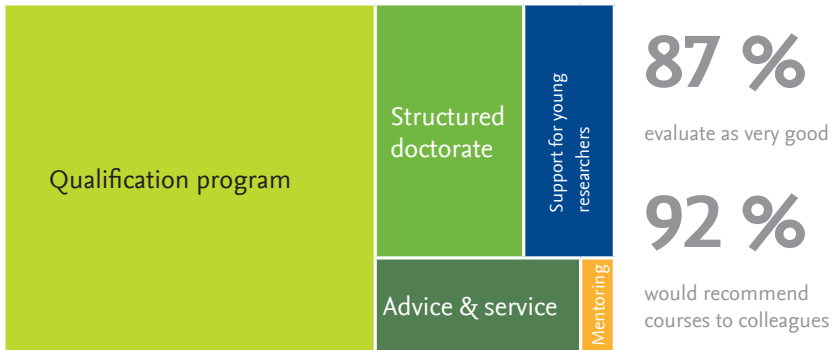 Qualification program
Structured
doctorate
Support for young
researchers
Advice & service
Mentoring
87 %
evaluate as very good
92 %
would recommend
courses to colleagues